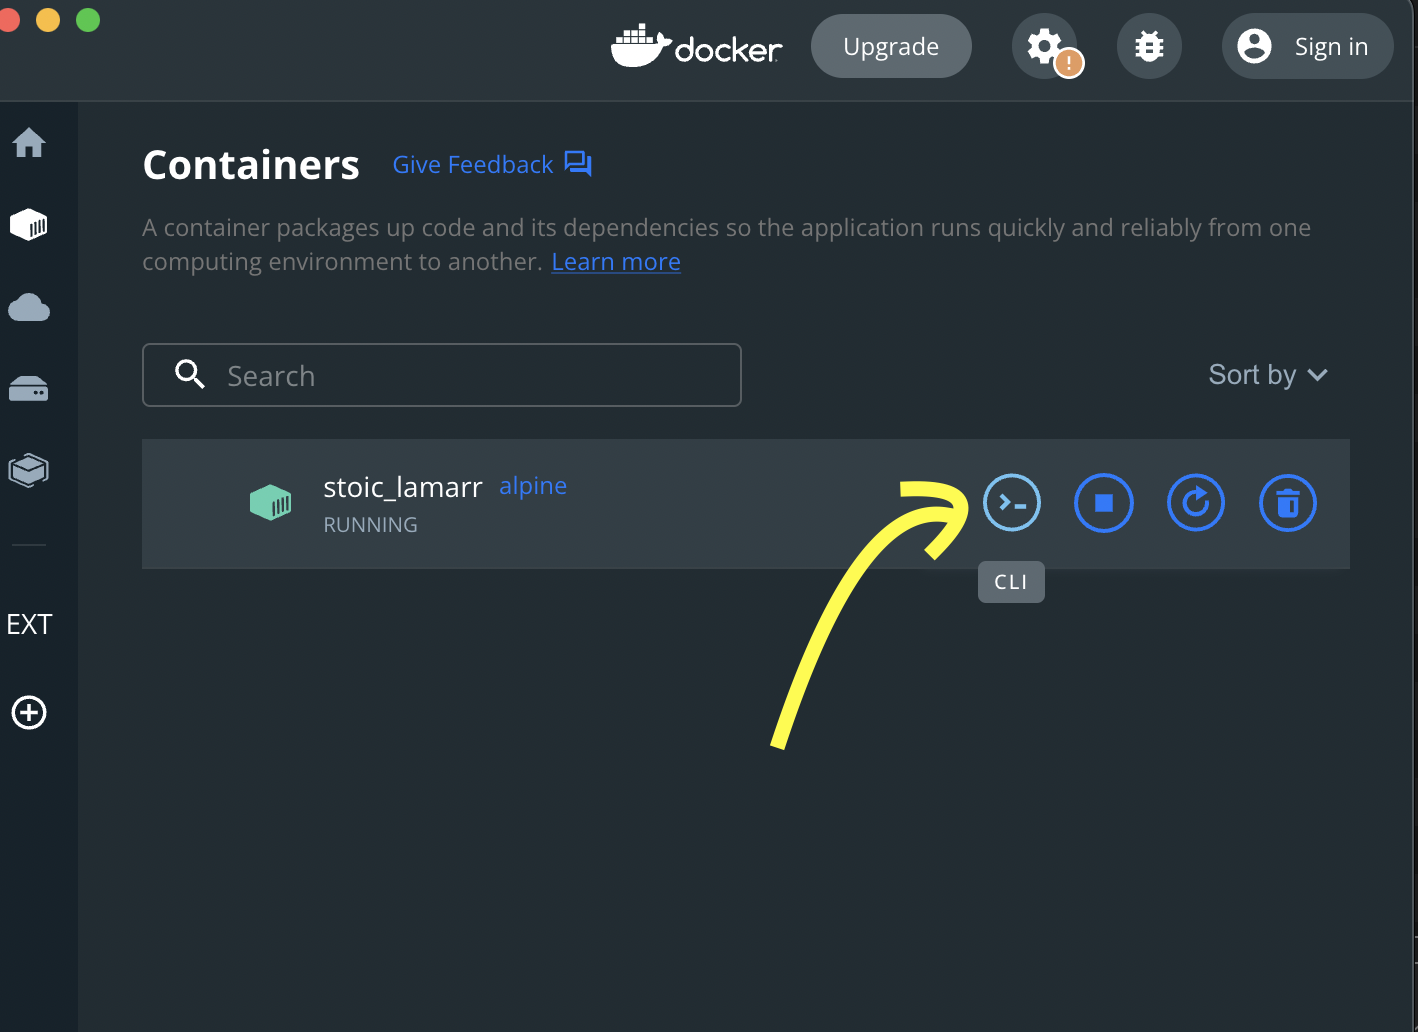 docker
Upgrade
!
Sign in
Containers Give Feedback
A container packages up code and its dependencies so the application runs quickly and reliably from one
computing environment to another. Learn more
Search
Sort by
stoic_lamarr alpine
RUNNING
CLI
EXT